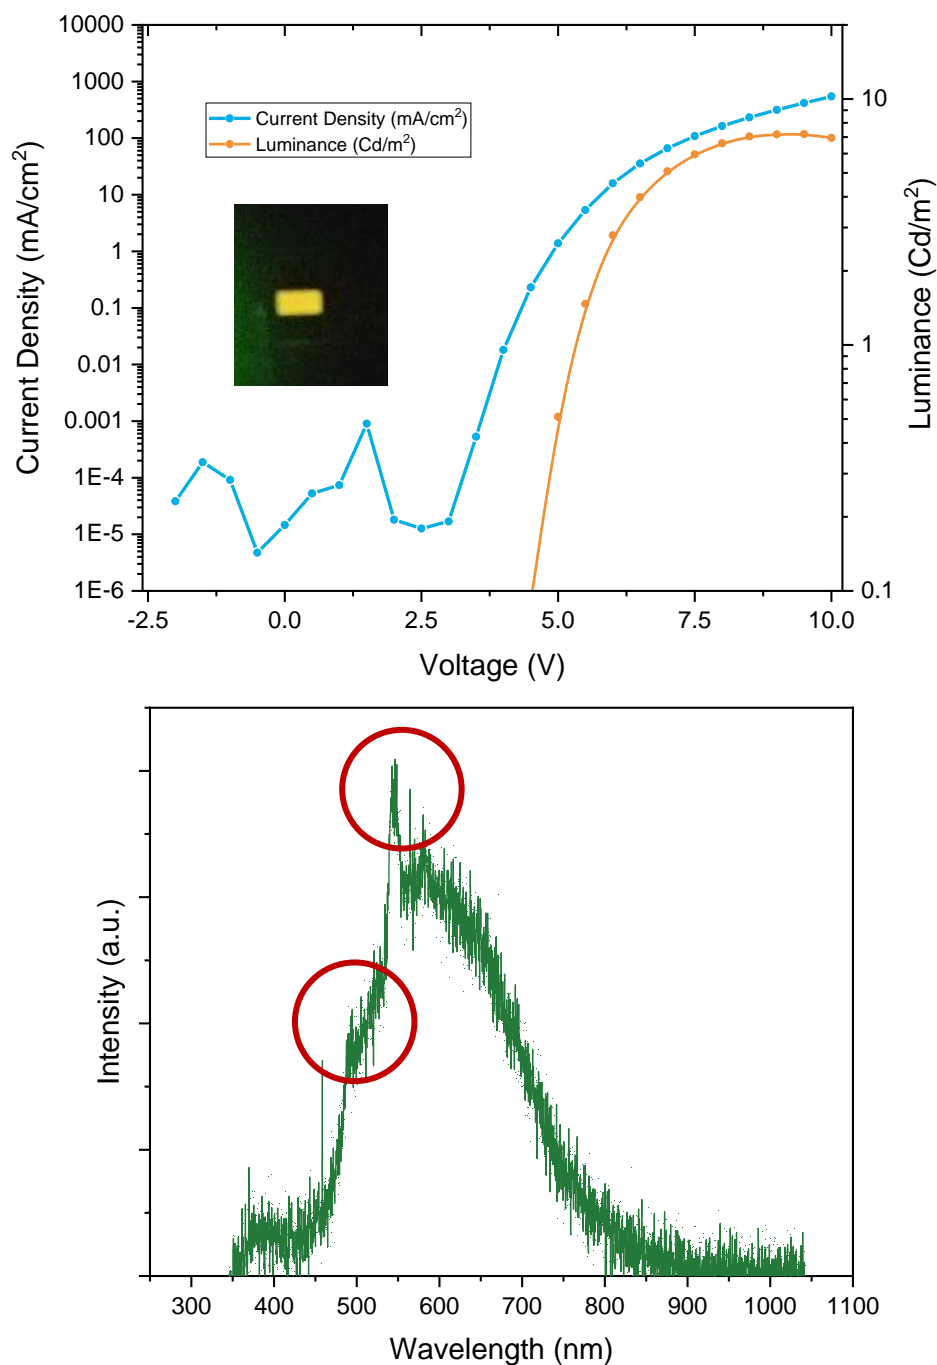 10000
1000
100
10
1
0.1
0.01
0.001
1E-4
1E-5
1E-6
Current Density (mA/cm²)
Current Density (mA/cm²)
Luminance (Cd/m²)
10
1
0.1
Luminance (Cd/m²)
-2.5 0.0 2.5 5.0 7.5 10.0
Voltage (V)
Intensity (a.u.)
300 400 500 600 700 800 900 1000 1100
Wavelength (nm)